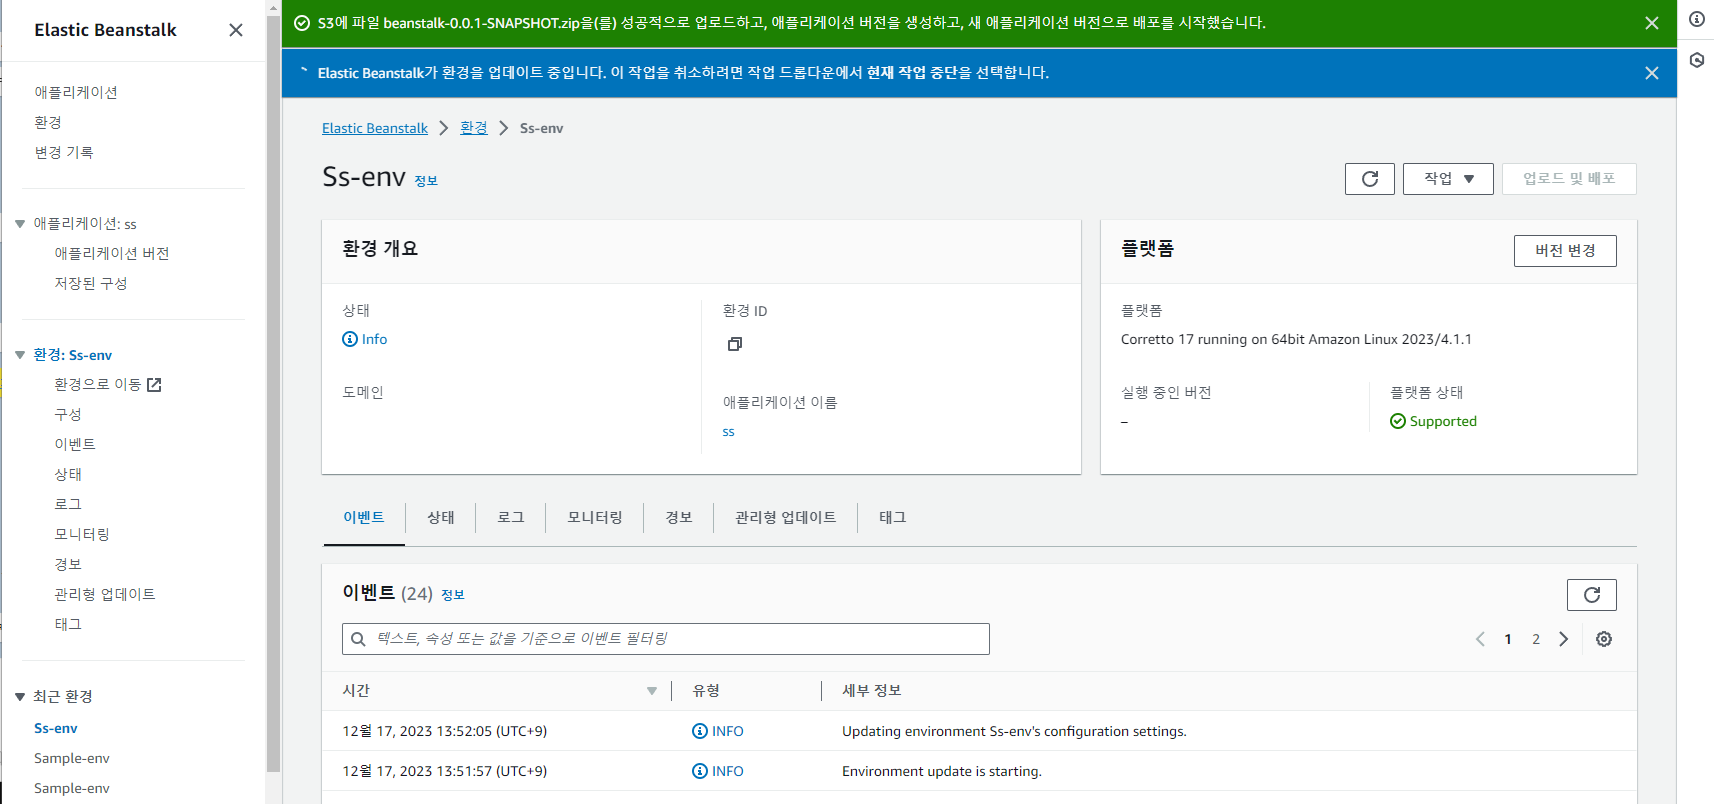 Elastic Beanstalk
애플리케이션
환경
변경 기록
애플리케이션: ss
애플리케이션 버전
저장된 구성
환경: Ss-env
환경으로 이동
구성
이벤트
상태
로그
모니터링
경보
관리형 업데이트
태그
최근 환경
Ss-env
Sample-env
Sample-env
S3에 파일 beanstalk-0.0.1-SNAPSHOT.zip을(를) 성공적으로 업로드하고, 애플리케이션 버전을 생성하고, 새 애플리케이션 버전으로 배포를 시작했습니다.
Elastic Beanstalk가 환경을 업데이트 중입니다. 이 작업을 취소하려면 작업 드롭다운에서 현재 작업 중단을 선택합니다.
Elastic Beanstalk > 환경 > Ss-env
Ss-env 정보
작업
업로드 및 배포
환경 개요
상태
Info
환경 ID
도메인
애플리케이션 이름
ss
플랫폼
버전 변경
플랫폼
Corretto 17 running on 64bit Amazon Linux 2023/4.1.1
실행 중인 버전
–
플랫폼 상태
Supported
이벤트 상태 로그 모니터링 경보 관리형 업데이트 태그
이벤트 (24) 정보
텍스트, 속성 또는 값을 기준으로 이벤트 필터링
1 2
시간 유형 세부 정보
12월 17, 2023 13:52:05 (UTC+9) INFO Updating environment Ss-env's configuration settings.
12월 17, 2023 13:51:57 (UTC+9) INFO Environment update is starting.